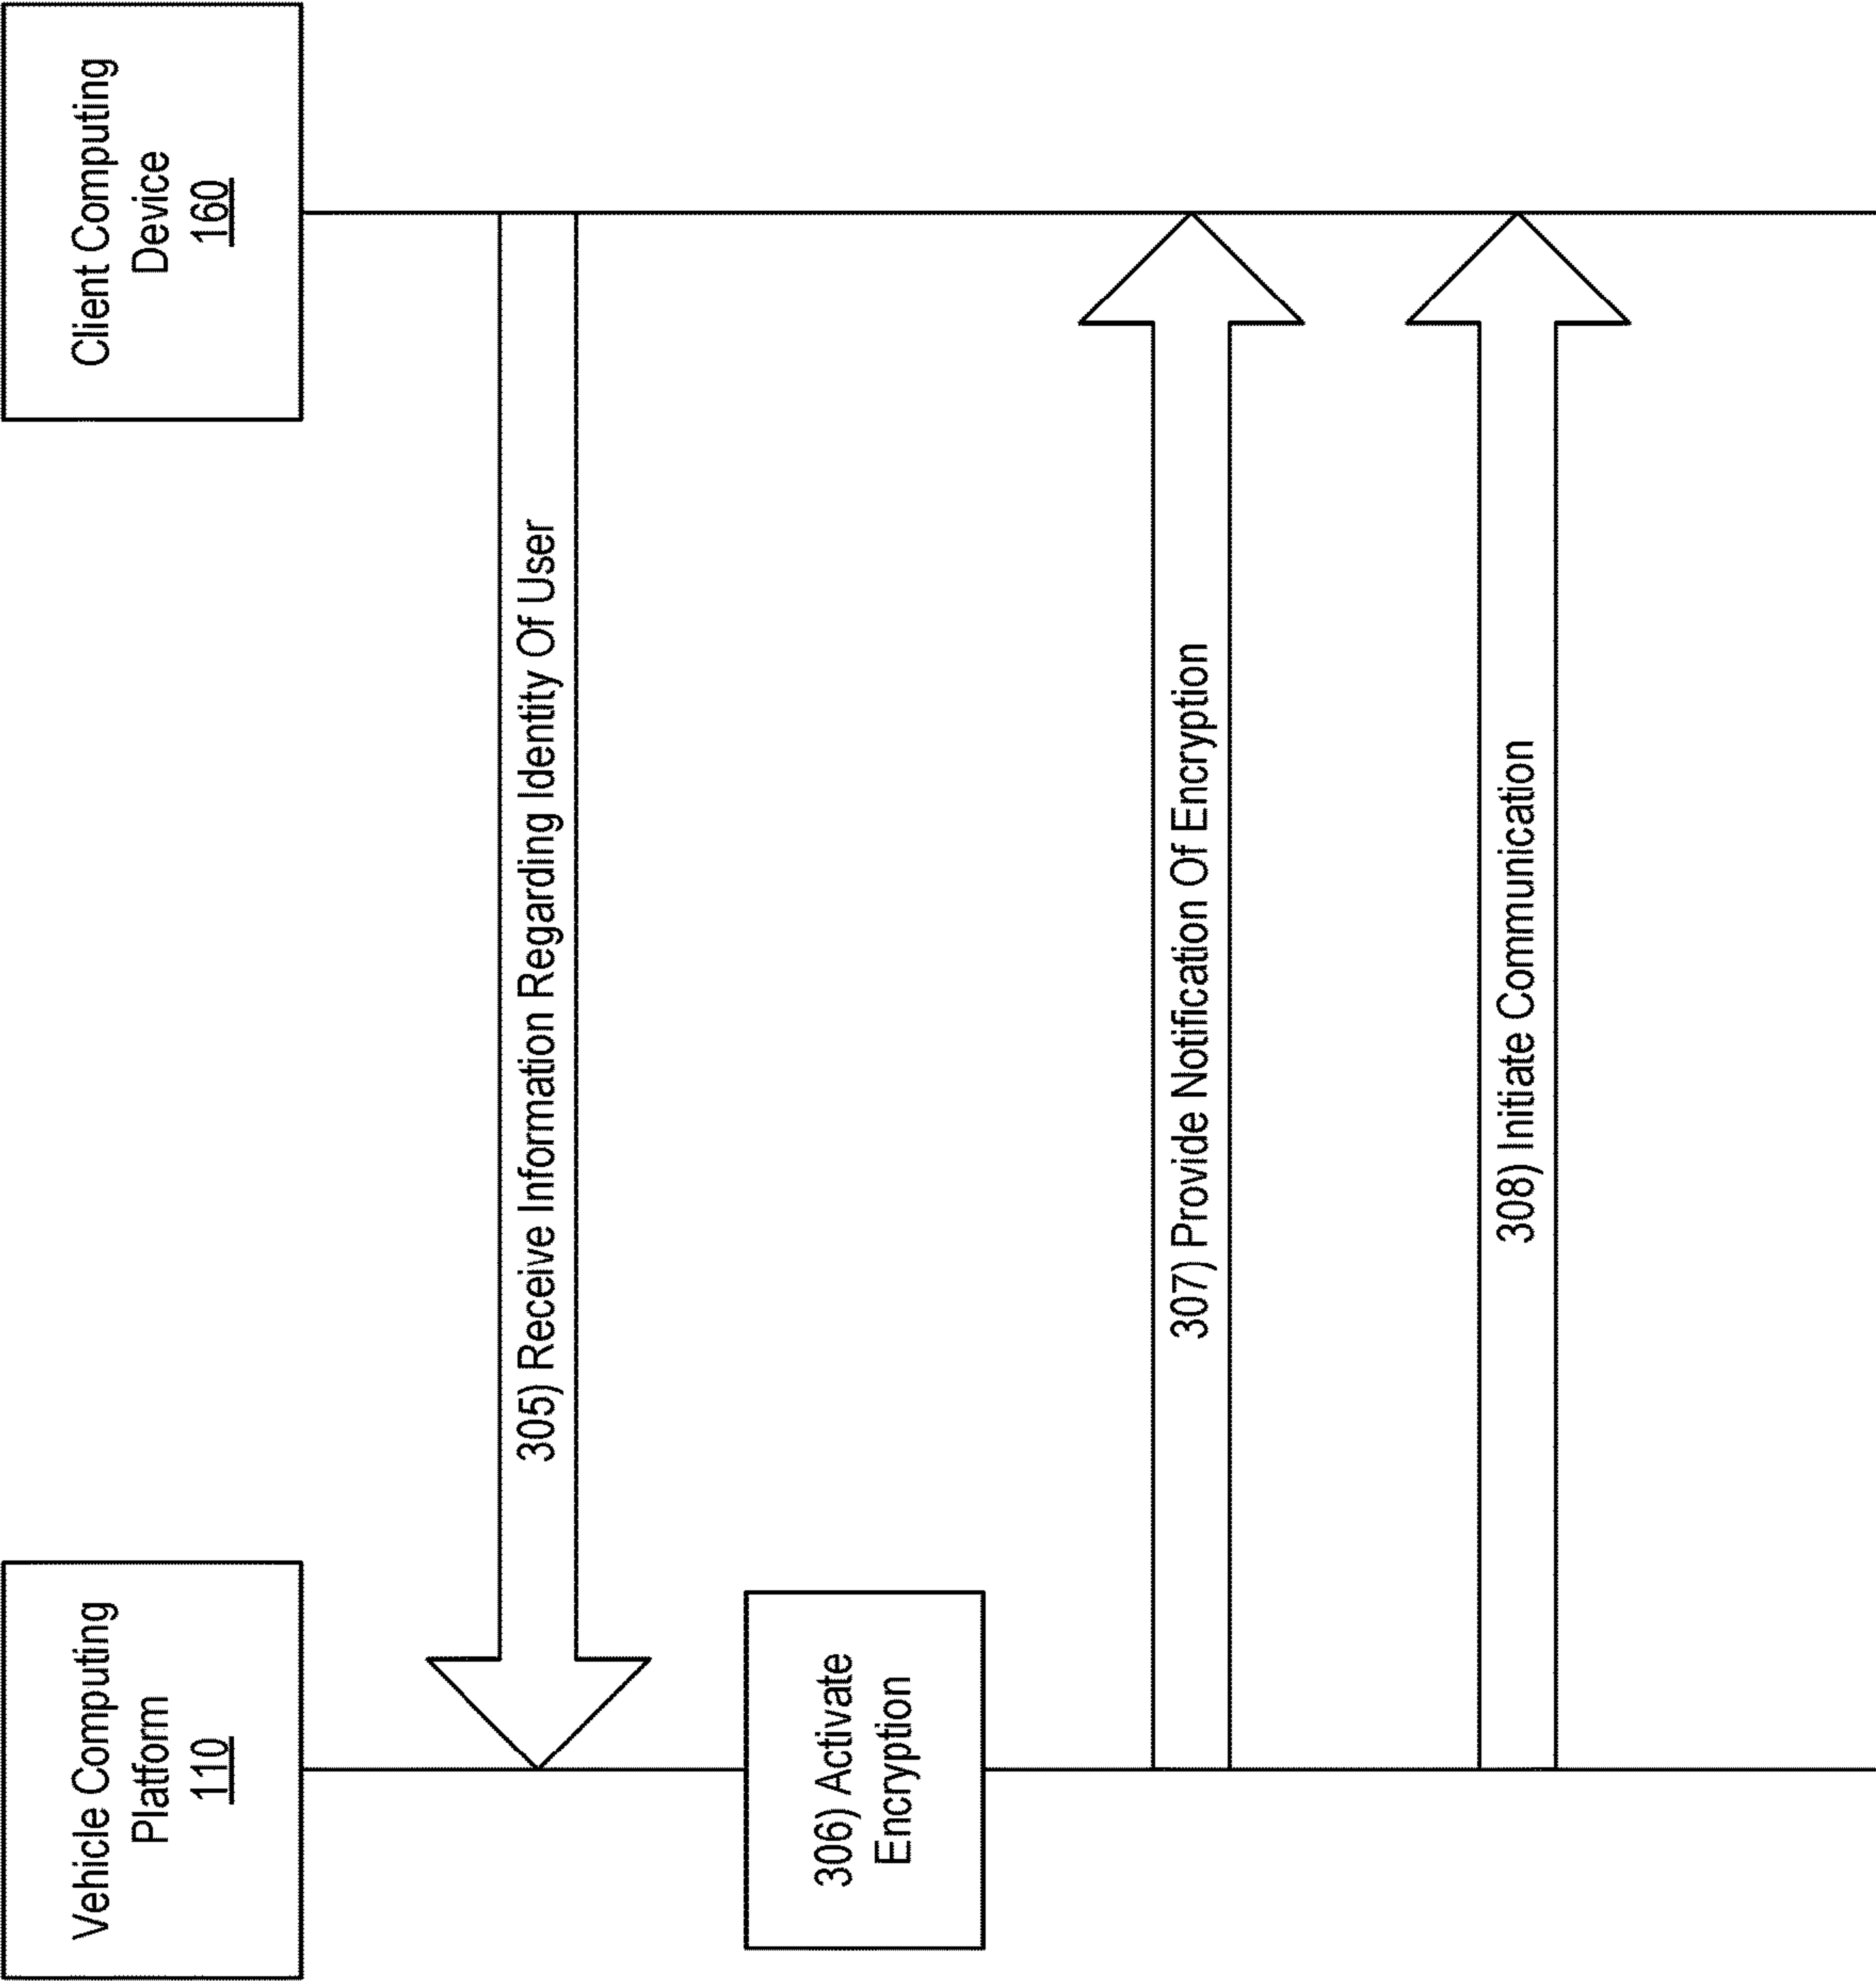 Vehicle Computing
Platform
110
Client Computing
Device
160
305) Receive Information Regarding Identity Of User
306) Activate
Encryption
307) Provide Notification Of Encryption
308) Initiate Communication